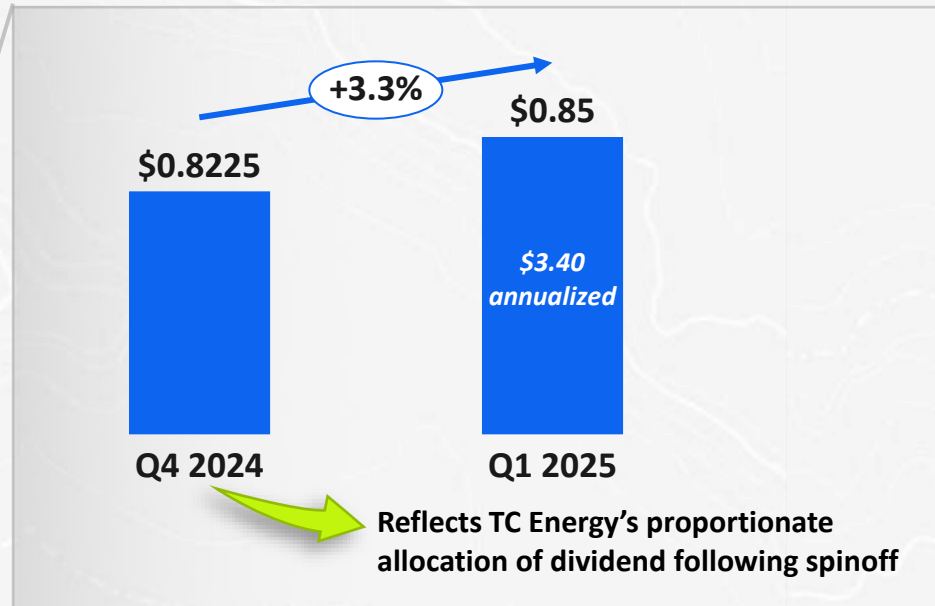 +3.3%
$0.85
$0.8225
$3.40
annualized
Q4 2024
Q1 2025
Reflects TC Energy’s proportionate
allocation of dividend following spinoff